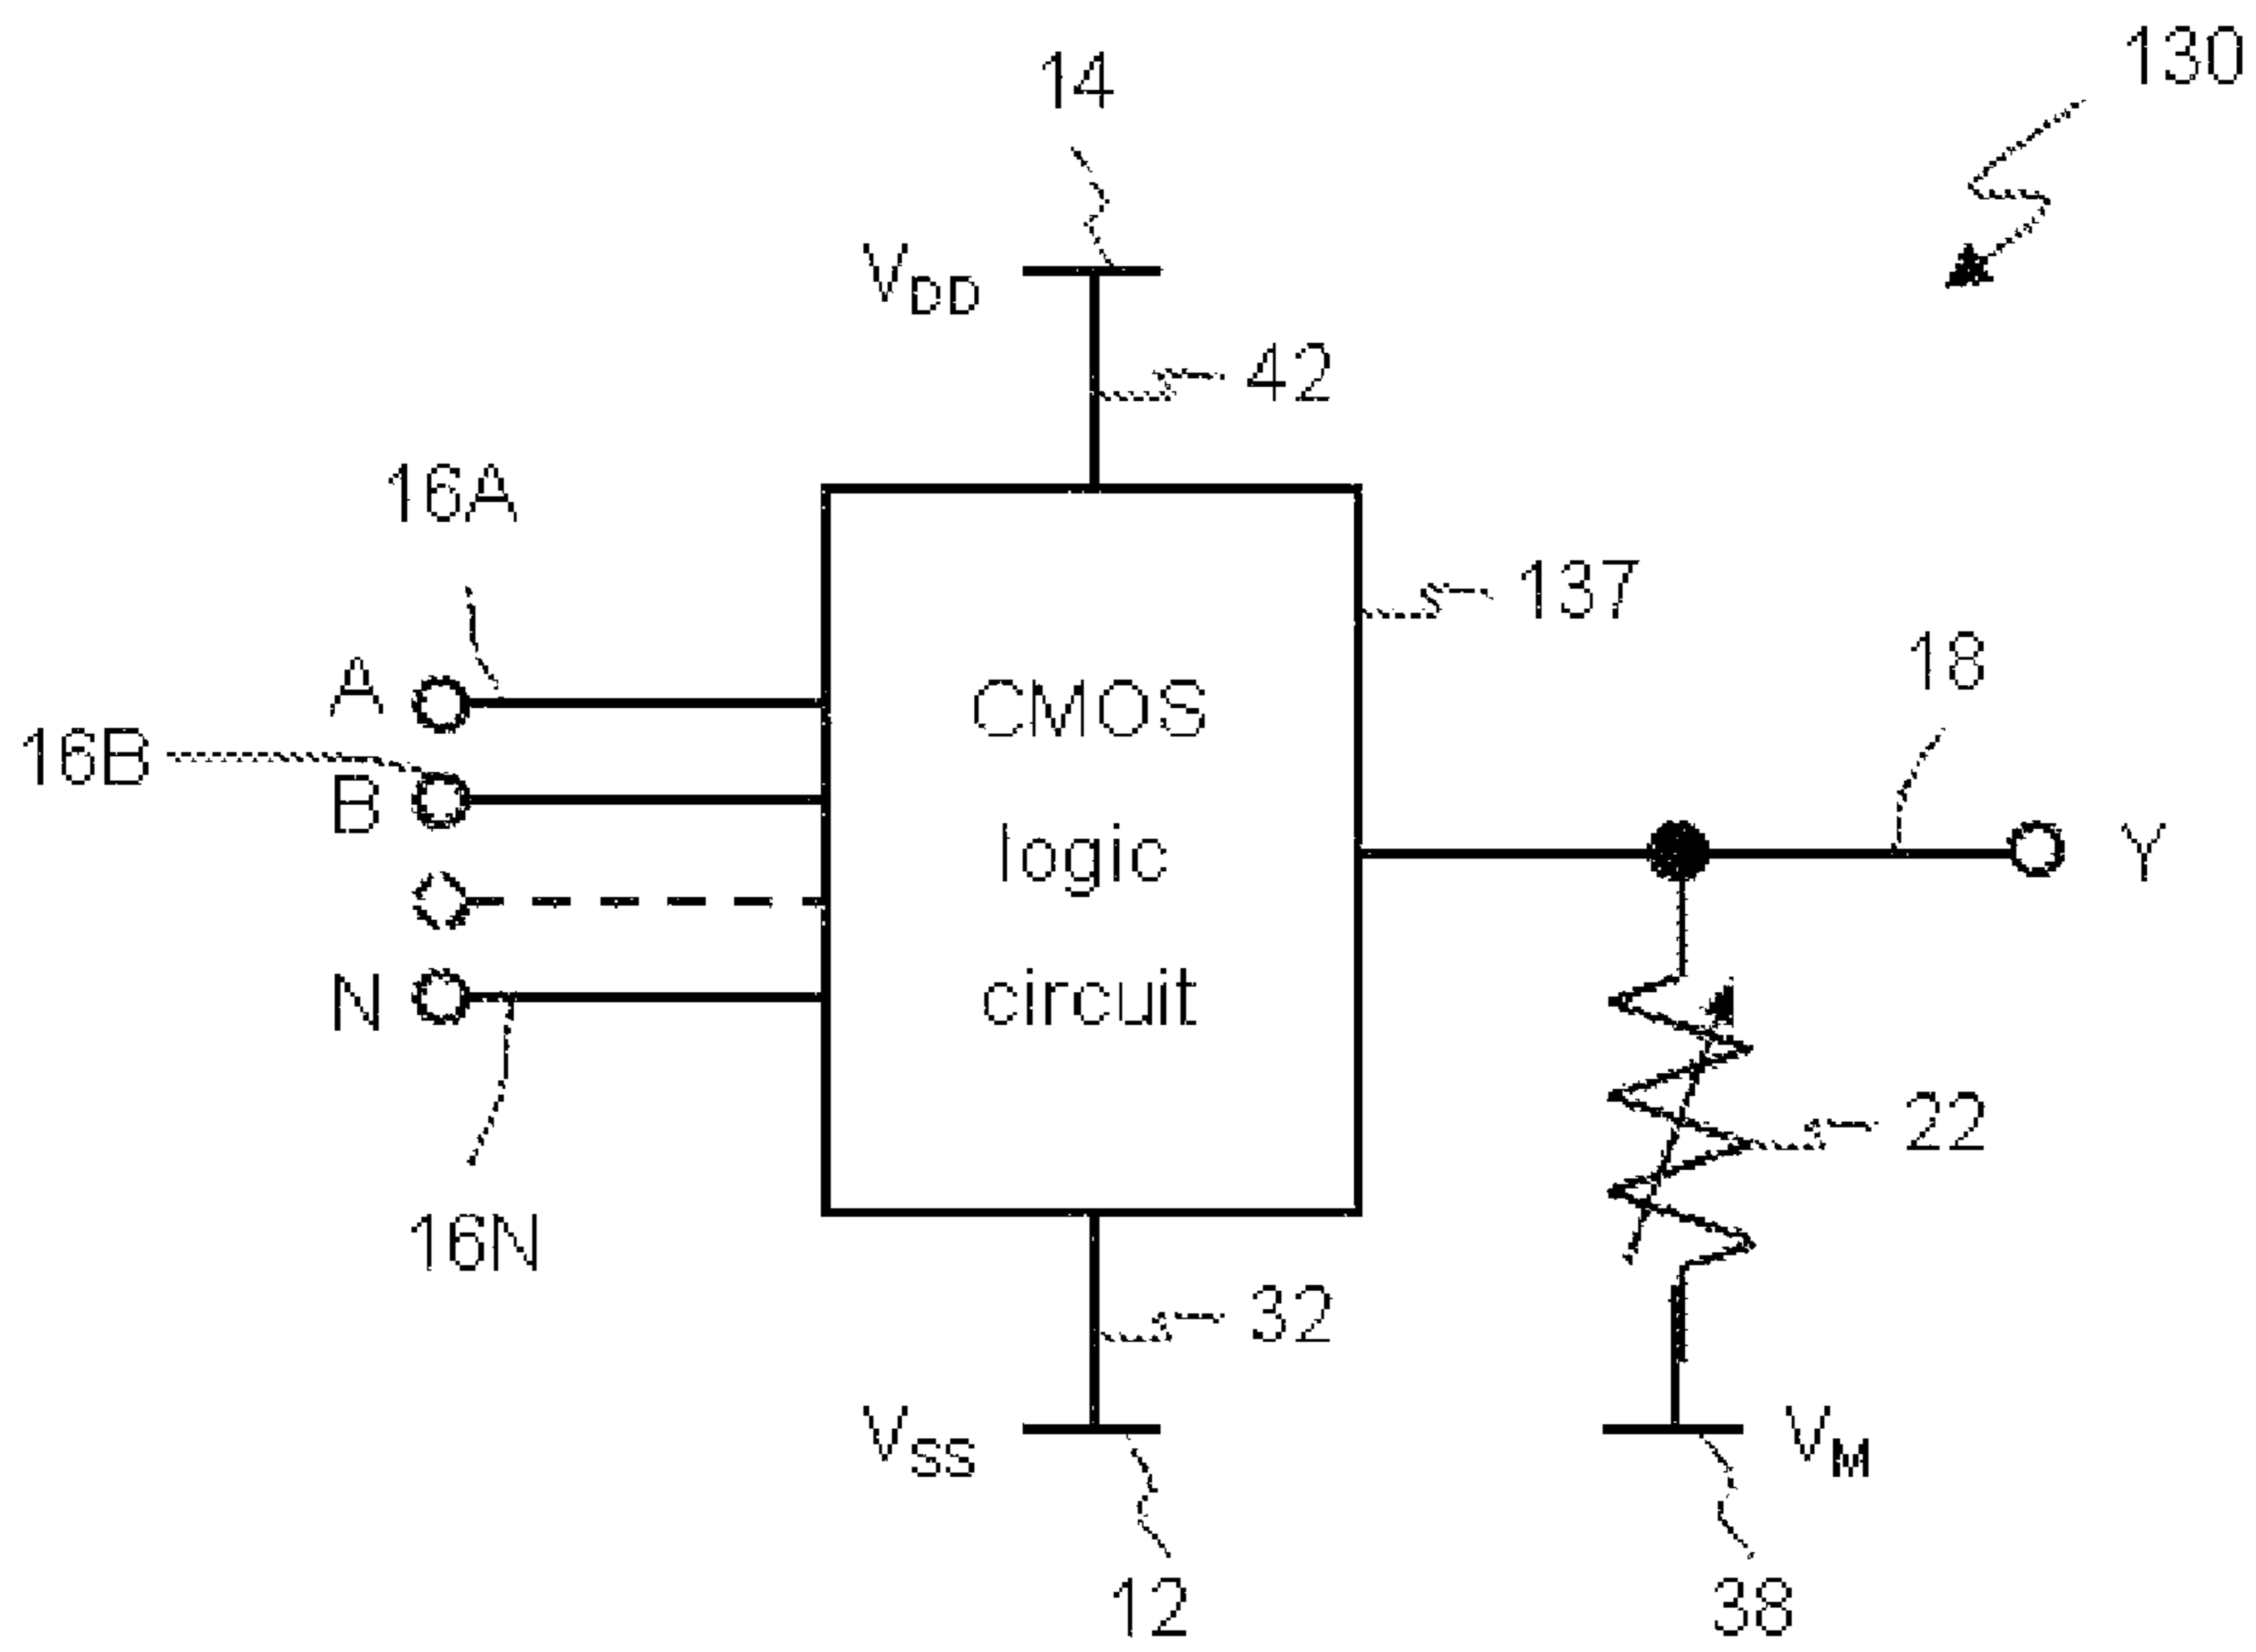 130
14
VDD
42
16A
137
18
A
16B
B
CMOS
logic
circuit
Y
N
22
16N
32
VSS
VM
12
38